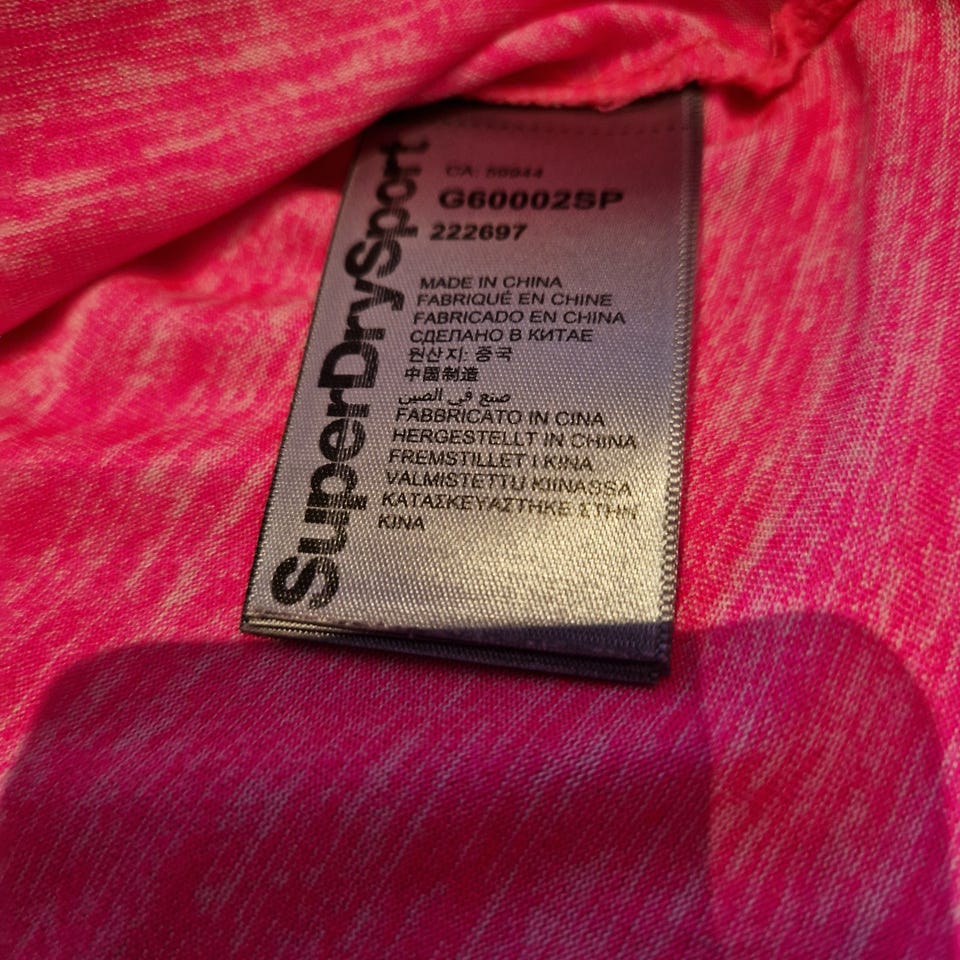 SuperDrySport
CA: 56944
G60002SP
222697
MADE IN CHINA
FABRIQUÉ EN CHINE
FABRICADO EN CHINA
СДЕЛАНО В КИТАЕ
원산지: 중국
中國制造
صنع في الصين
FABBRICATO IN CINA
HERGESTELLT IN CHINA
FREMSTILLET I KINA
VALMISTETTU KIINASSA
ΚΑΤΑΣΚΕΥΑΖΤΗΚΕ ΣΤΗΝ
ΚΙΝΑ